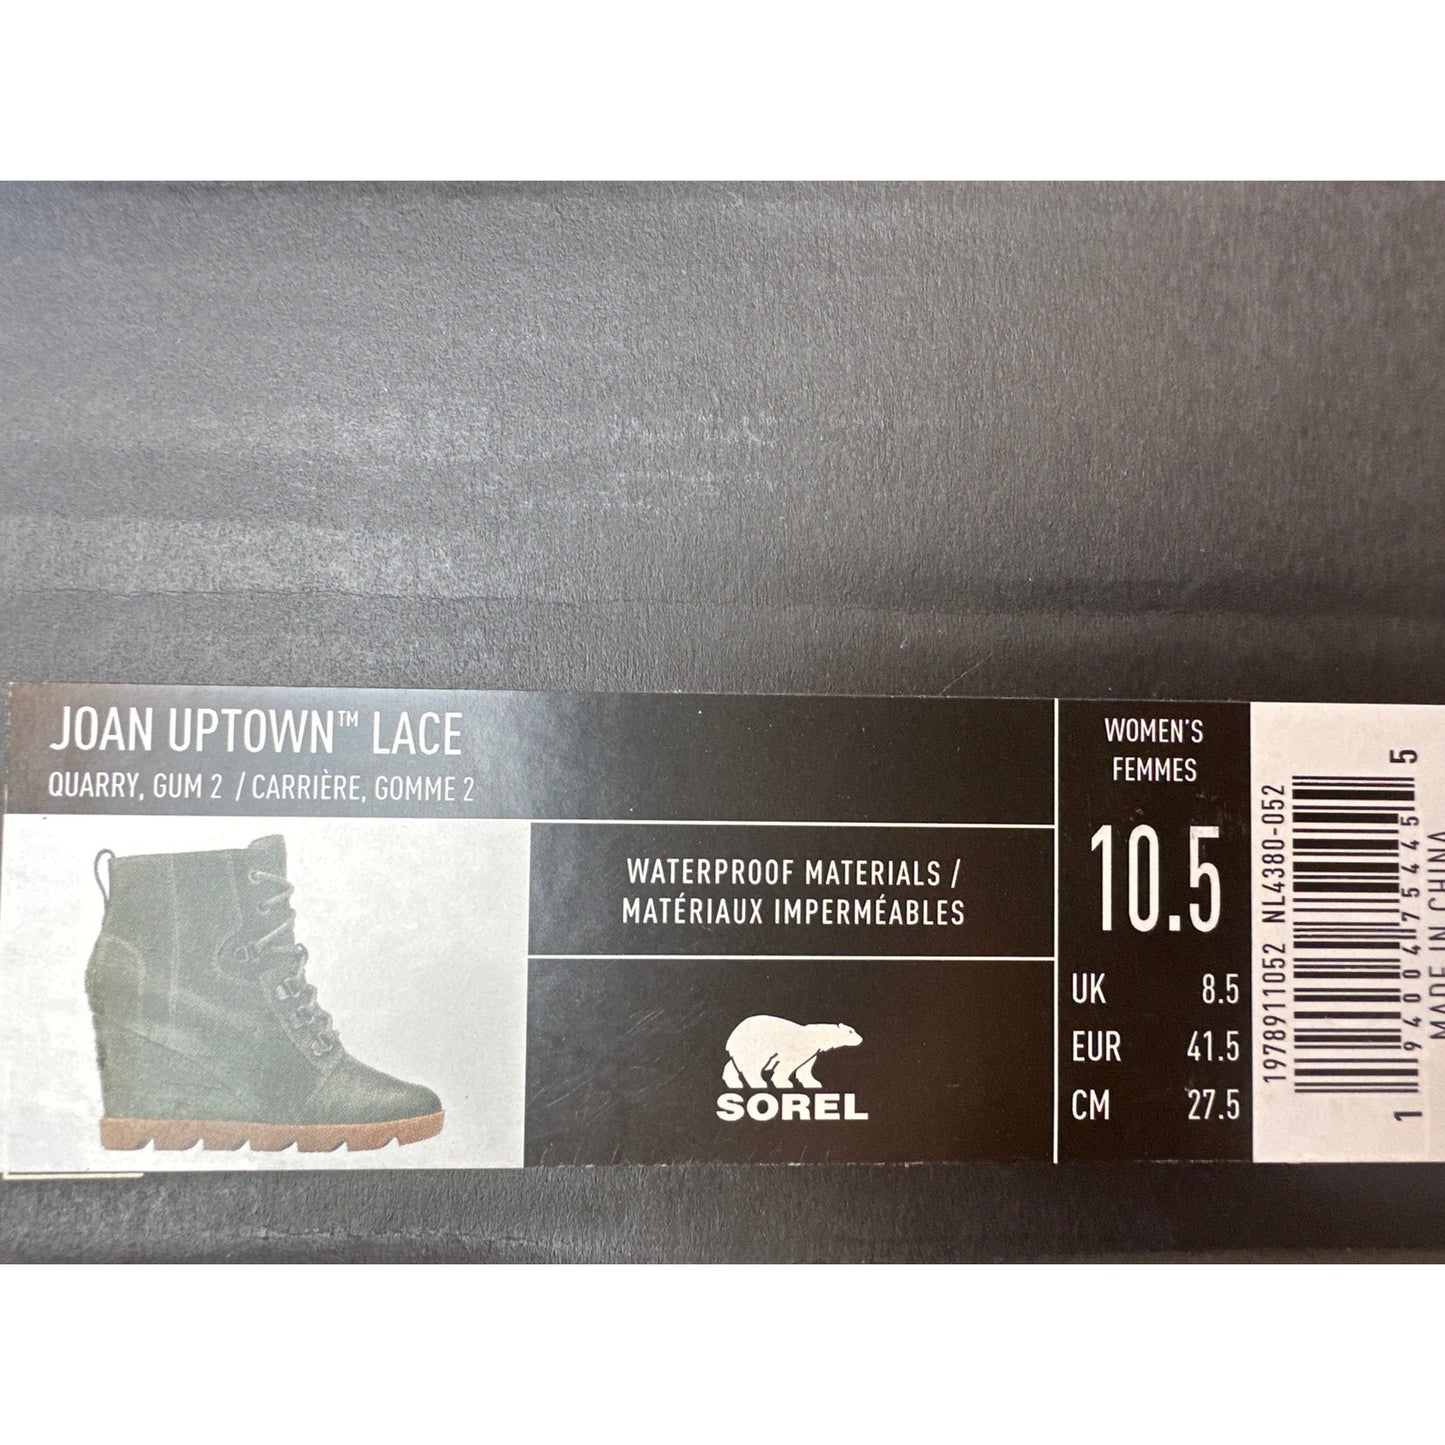 JOAN UPTOWN™ LACE
QUARRY, GUM 2 / CARRIÈRE, GOMME 2
WATERPROOF MATERIALS /
MATÉRIAUX IMPERMÉABLES
SOREL
WOMEN'S
FEMMES
10.5
UK 8.5
EUR 41.5
CM 27.5
1978911052 NL4380-052
1 94004 75445 5
MADE IN CHINA